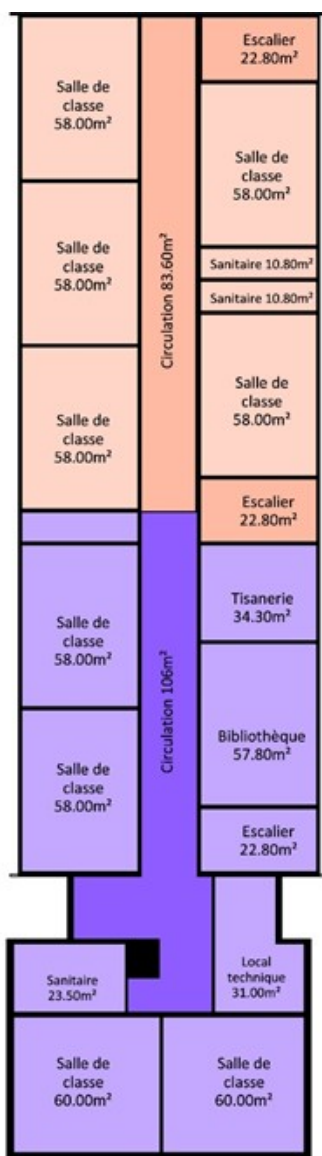 Salle de
classe
58.00m²
Escalier
22.80m²
Salle de
classe
58.00m²
Salle de
classe
58.00m²
Sanitaire 10.80m²
Sanitaire 10.80m²
Circulation 83.60m²
Salle de
classe
58.00m²
Salle de
classe
58.00m²
Escalier
22.80m²
Salle de
classe
58.00m²
Tisanerie
34.30m²
Circulation 106m²
Bibliothèque
57.80m²
Salle de
classe
58.00m²
Escalier
22.80m²
Sanitaire
23.50m²
Local
technique
31.00m²
Salle de
classe
60.00m²
Salle de
classe
60.00m²